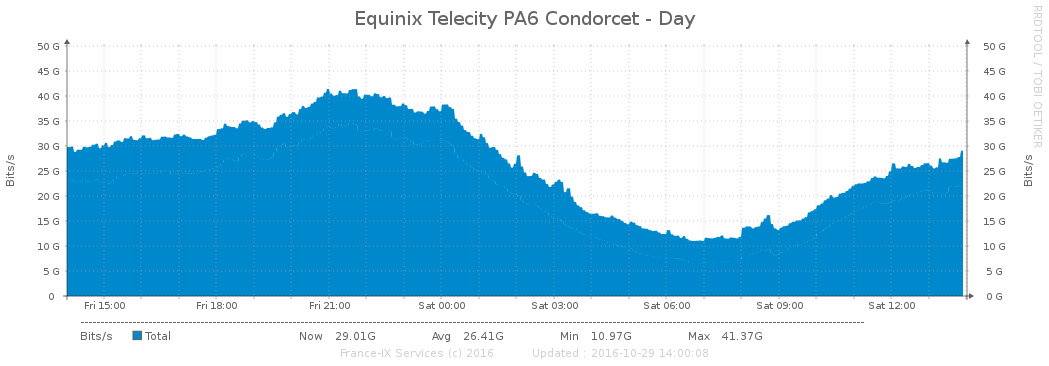 Equinix Telecity PA6 Condorcet - Day
RRDTOOL / TOBI OETIKER
50 G 50 G
45 G 45 G
40 G 40 G
35 G 35 G
30 G 30 G
25 G 25 G
20 G 20 G
15 G 15 G
10 G 10 G
5 G 5 G
0 0 G
Bits/s
Bits/s
Fri 15:00 Fri 18:00 Fri 21:00 Sat 00:00 Sat 03:00 Sat 06:00 Sat 09:00 Sat 12:00
Bits/s Total Now 29.01G Avg 26.41G Min 10.97G Max 41.37G
France-IX Services (c) 2016 Updated : 2016-10-29 14:00:08